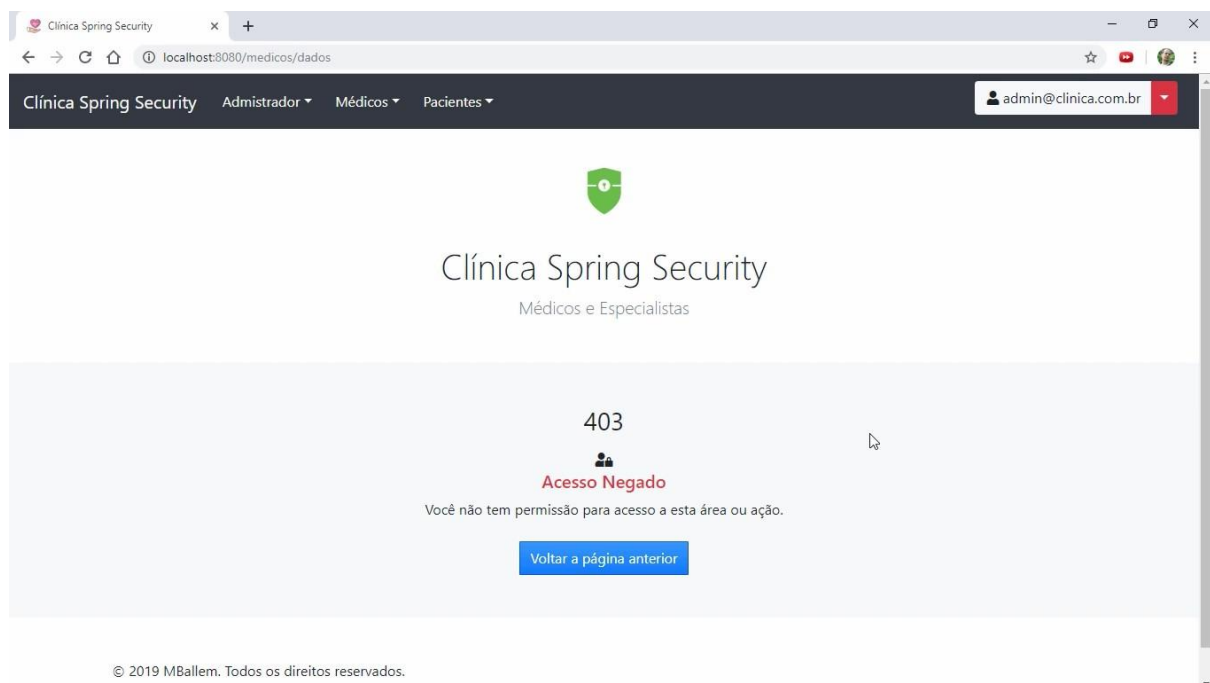 Clínica Spring Security
localhost:8080/medicos/dados
Clínica Spring Security Admistrador Médicos Pacientes admin@clinica.com.br
Clínica Spring Security
Médicos e Especialistas
403
Acesso Negado
Você não tem permissão para acesso a esta área ou ação.
Voltar a página anterior
© 2019 MBallem. Todos os direitos reservados.